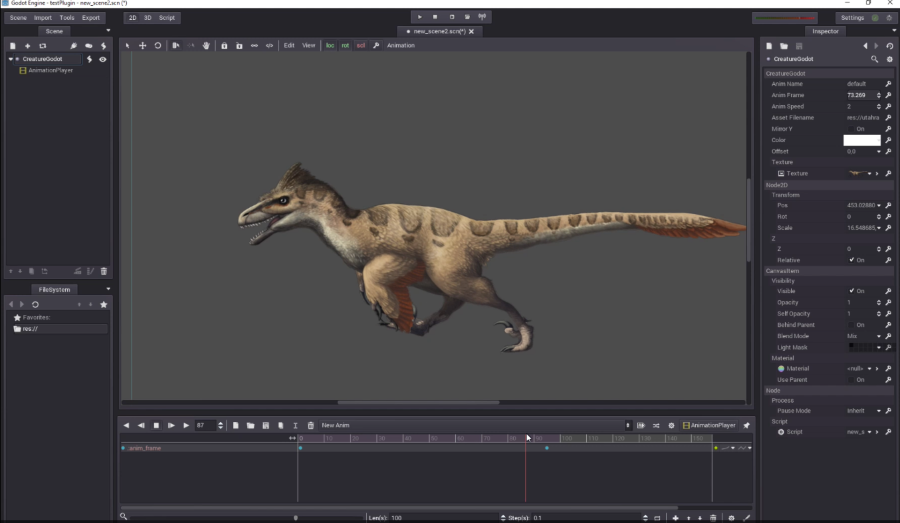 Godot Engine - testPlugin - new_scene2.scn (*)
Scene Import Tools Export 2D 3D Script Settings
Scene
new_scene2.scn(*)
Inspector
Edit View loc rot scl Animation
CreatureGodot
AnimationPlayer
CreatureGodot
CreatureGodot
Anim Name default
Anim Frame 73.269
Anim Speed 2
Asset Filename res://utahra
Mirror Y On
Color
Offset 0,0
Texture
Texture
Node2D
Transform
Pos 453.02880
Rot 0
Scale 16.548666,
Z
Z 0
Relative On
CanvasItem
Visibility
Visible On
Opacity 1
Self Opacity 1
Behind Parent On
Blend Mode Mix
Light Mask
Material
Material <null>
Use Parent On
Node
Process
Pause Mode Inherit
Script
Script new_s
FileSystem
Favorites:
res://
87 New Anim AnimationPlayer
0 10 20 30 40 50 60 70 80 90 100 110 120 130 140 150
.:anim_frame
Len(s): 100 Step(s): 0.1